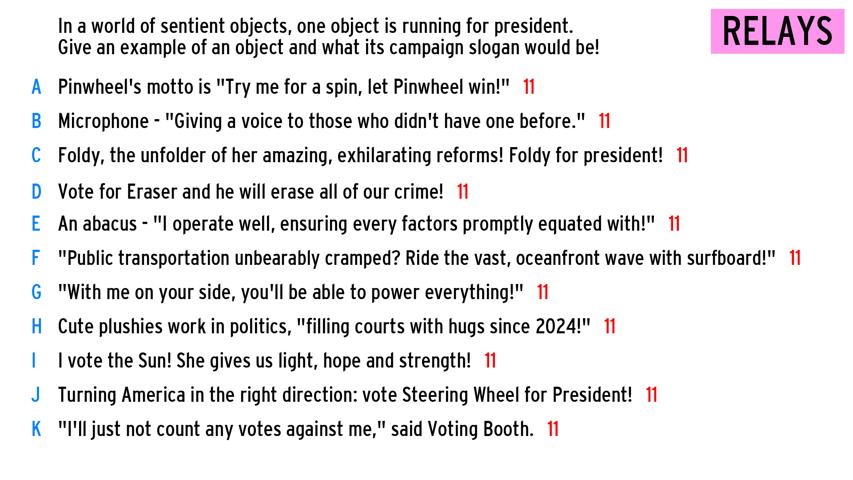 In a world of sentient objects, one object is running for president.
Give an example of an object and what its campaign slogan would be!
RELAYS
A Pinwheel's motto is "Try me for a spin, let Pinwheel win!" 11
B Microphone - "Giving a voice to those who didn't have one before." 11
C Foldy, the unfolder of her amazing, exhilarating reforms! Foldy for president! 11
D Vote for Eraser and he will erase all of our crime! 11
E An abacus - "I operate well, ensuring every factors promptly equated with!" 11
F "Public transportation unbearably cramped? Ride the vast, oceanfront wave with surfboard!" 11
G "With me on your side, you'll be able to power everything!" 11
H Cute plushies work in politics, "filling courts with hugs since 2024!" 11
I I vote the Sun! She gives us light, hope and strength! 11
J Turning America in the right direction: vote Steering Wheel for President! 11
K "I'll just not count any votes against me," said Voting Booth. 11